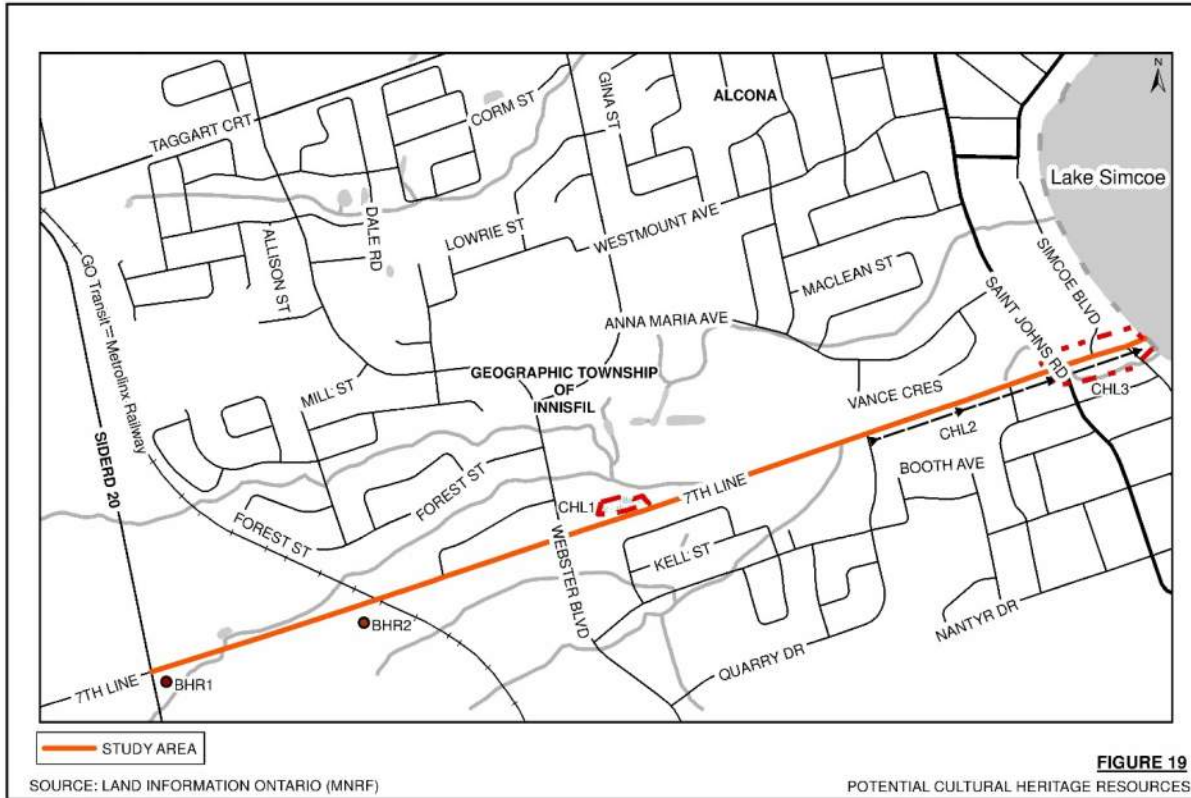 N
ALCONA
GINA ST
CORM ST
TAGGART CRT
Lake Simcoe
DALE RD
LOWRIE ST
WESTMOUNT AVE
ALLISON ST
SIMCOE BLVD
MACLEAN ST
SAINT JOHNS RD
GO Transit - Metrolinx Railway
ANNA MARIA AVE
GEOGRAPHIC TOWNSHIP
OF
INNISFIL
MILL ST
VANCE CRES
CHL3
CHL2
SIDERD 20
BOOTH AVE
FOREST ST
CHL1
7TH LINE
FOREST ST
WEBSTER BLVD
KELL ST
NANTYR DR
BHR2
QUARRY DR
BHR1
7TH LINE
STUDY AREA
FIGURE 19
SOURCE: LAND INFORMATION ONTARIO (MNRF)
POTENTIAL CULTURAL HERITAGE RESOURCES